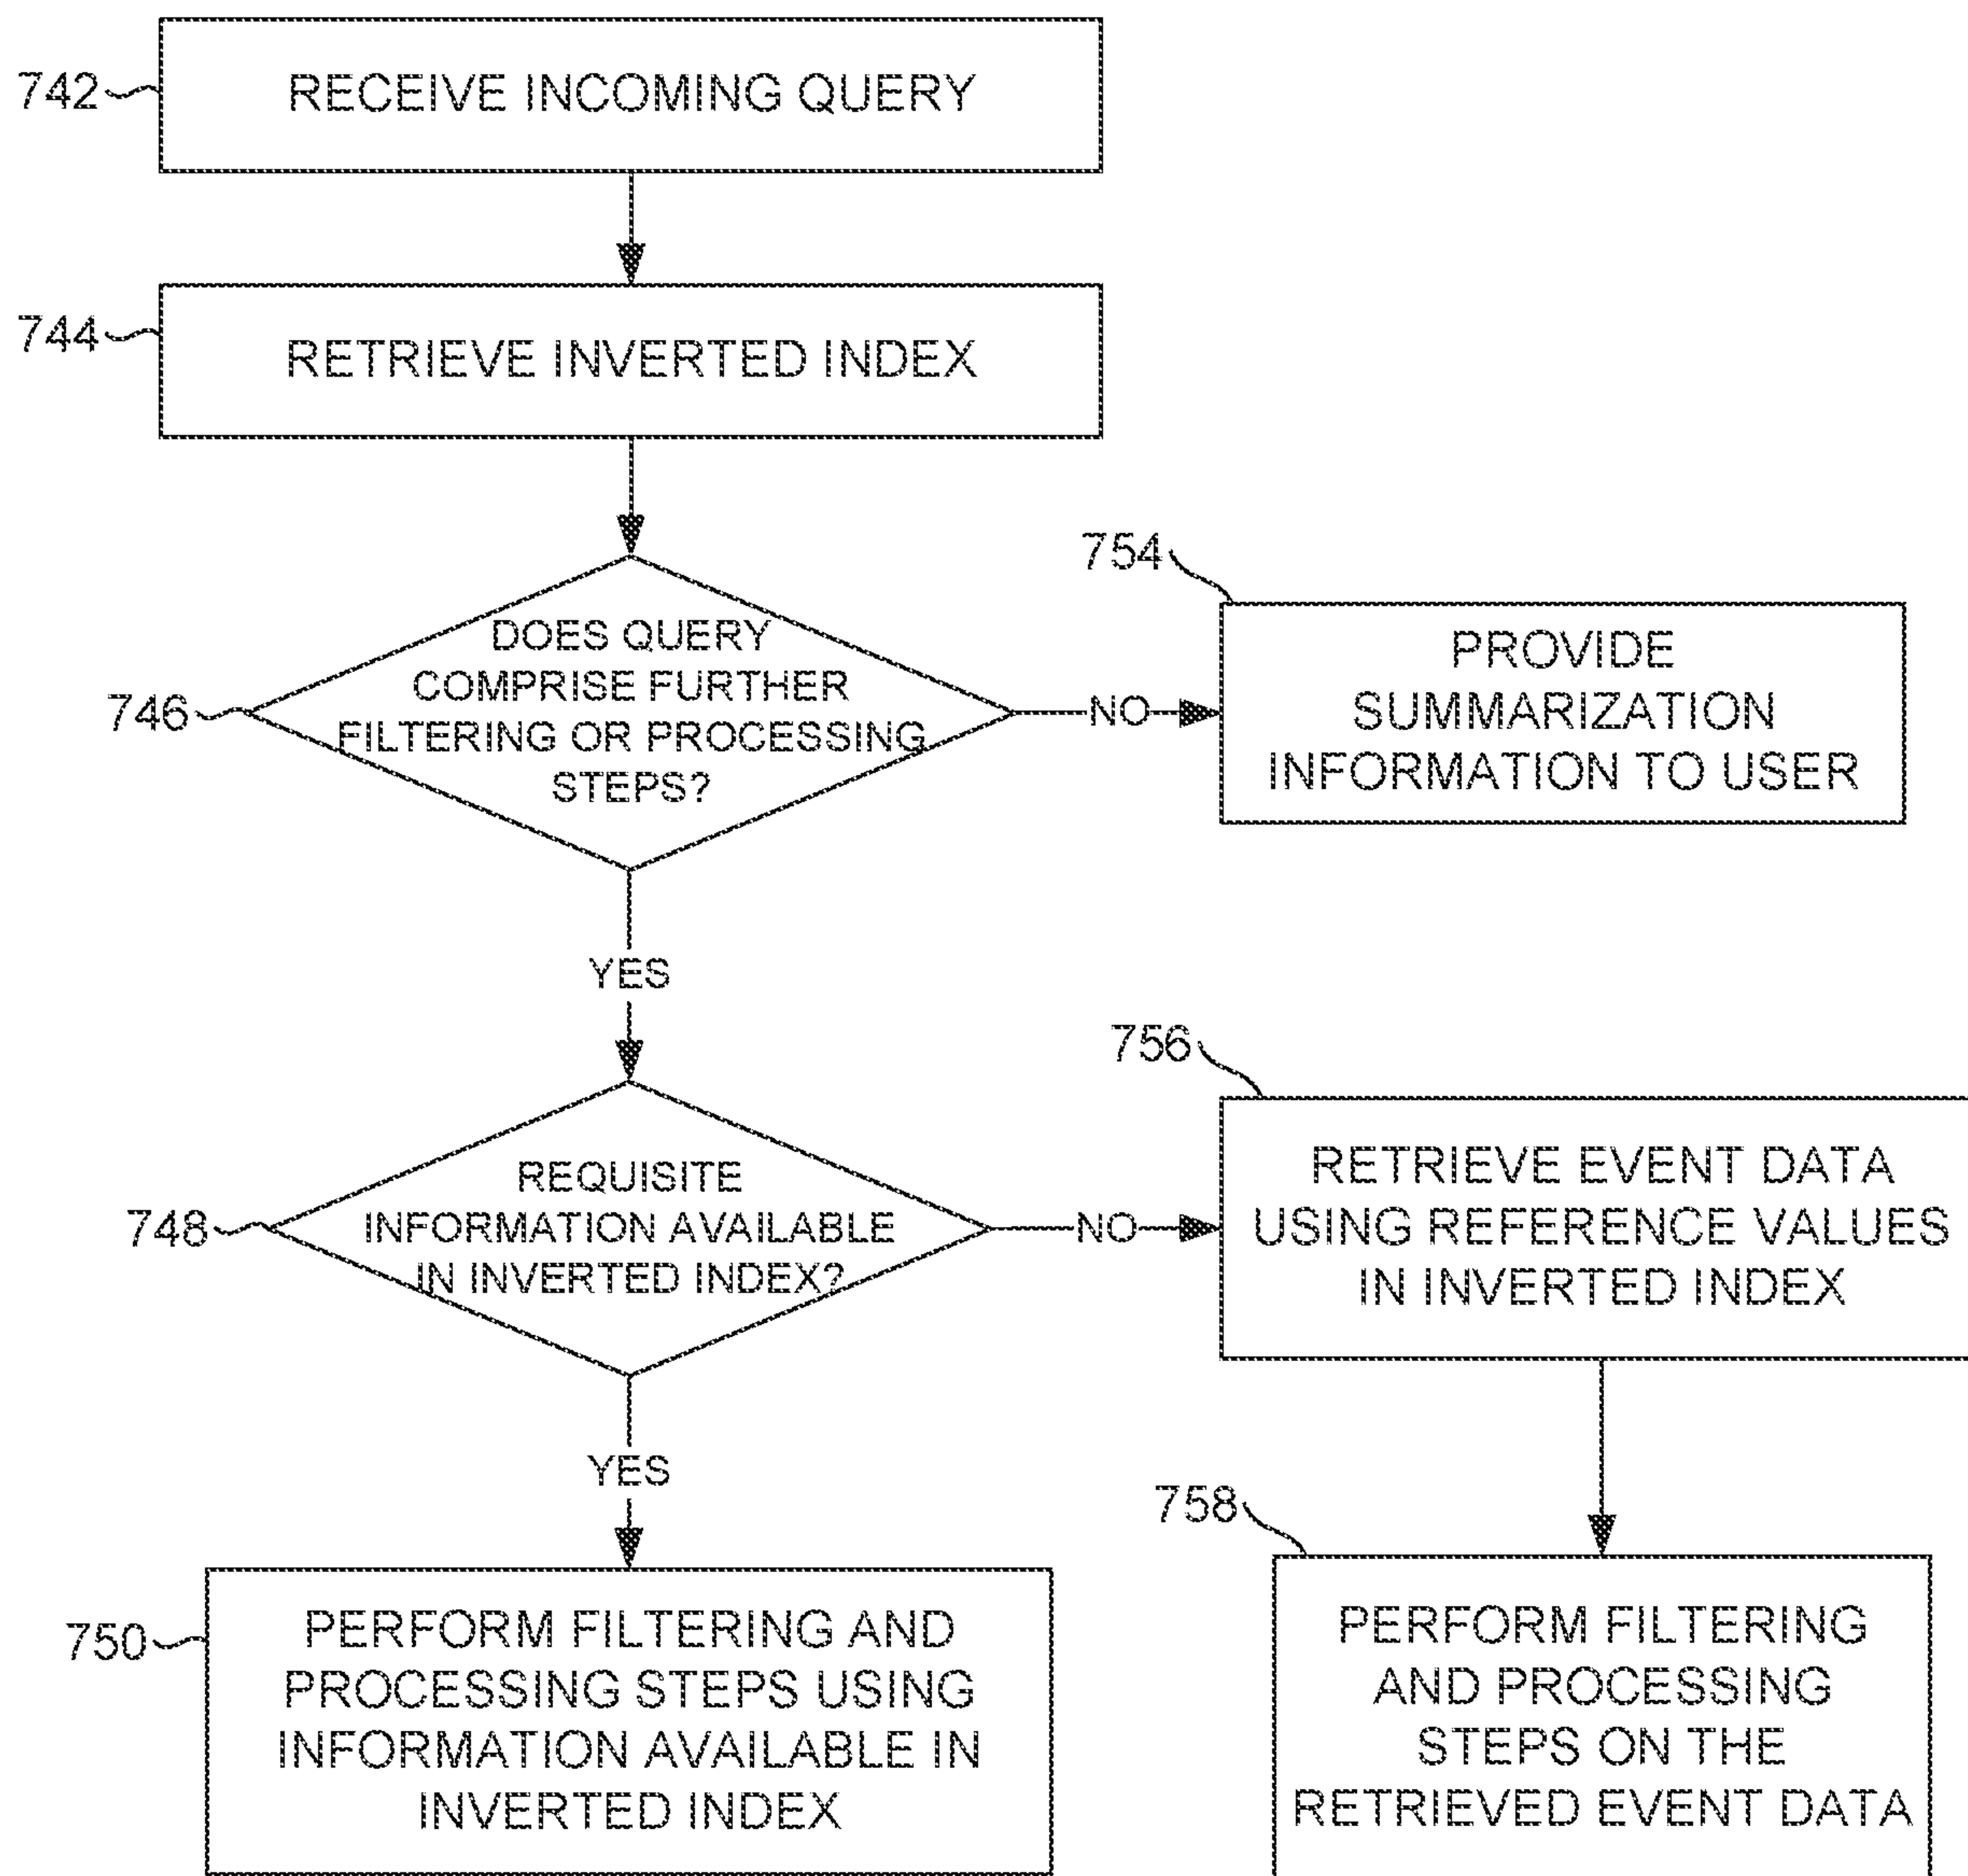 742
RECEIVE INCOMING QUERY
744
RETRIEVE INVERTED INDEX
746
DOES QUERY
COMPRISE FURTHER
FILTERING OR PROCESSING
STEPS?
NO
754
PROVIDE
SUMMARIZATION
INFORMATION TO USER
YES
748
REQUISITE
INFORMATION AVAILABLE
IN INVERTED INDEX?
NO
756
RETRIEVE EVENT DATA
USING REFERENCE VALUES
IN INVERTED INDEX
YES
750
PERFORM FILTERING AND
PROCESSING STEPS USING
INFORMATION AVAILABLE IN
INVERTED INDEX
758
PERFORM FILTERING
AND PROCESSING
STEPS ON THE
RETRIEVED EVENT DATA